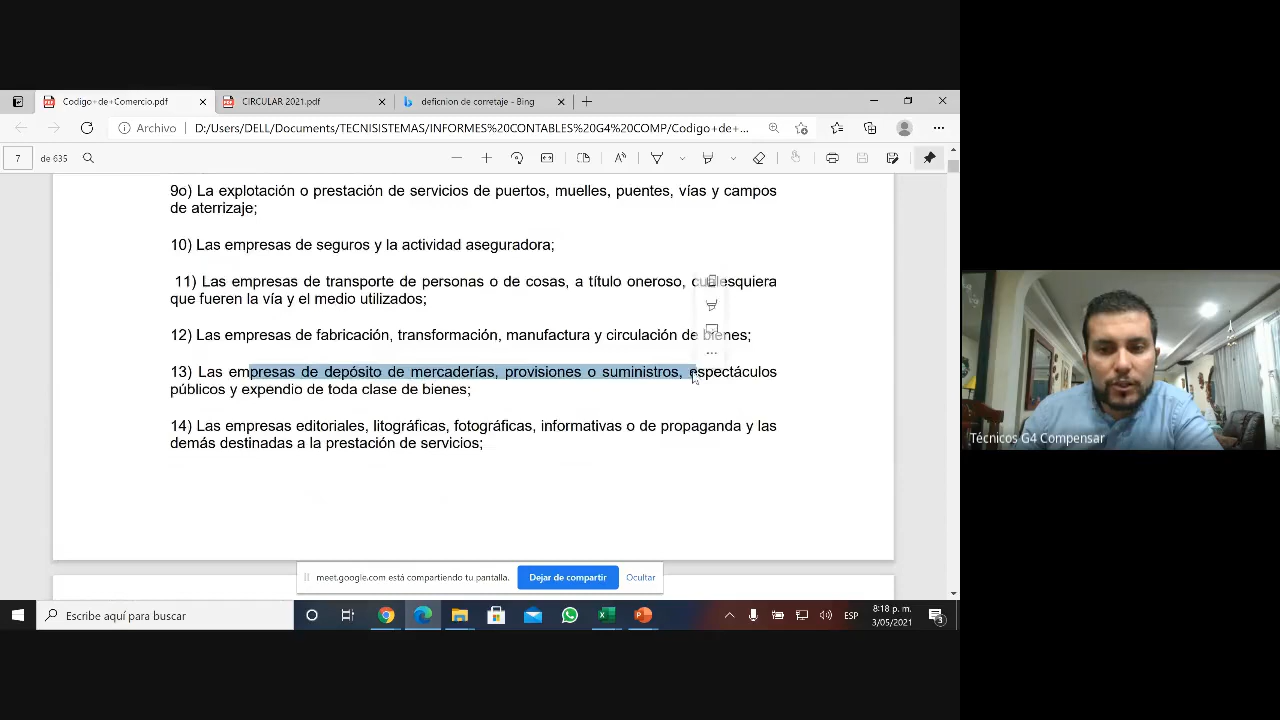 Codigo+de+Comercio.pdf
CIRCULAR 2021.pdf
deficnion de corretaje - Bing
Archivo
D:/Users/DELL/Documents/TECNISISTEMAS/INFORMES%20CONTABLES%20G4%20COMP/Codigo+de+...
7
de 635
9o) La explotación o prestación de servicios de puertos, muelles, puentes, vías y campos
de aterrizaje;
10) Las empresas de seguros y la actividad aseguradora;
11) Las empresas de transporte de personas o de cosas, a título oneroso, cualesquiera
que fueren la vía y el medio utilizados;
12) Las empresas de fabricación, transformación, manufactura y circulación de bienes;
13) Las empresas de depósito de mercaderías, provisiones o suministros, espectáculos
públicos y expendio de toda clase de bienes;
14) Las empresas editoriales, litográficas, fotográficas, informativas o de propaganda y las
demás destinadas a la prestación de servicios;
Técnicos G4 Compensar
meet.google.com está compartiendo tu pantalla.
Dejar de compartir
Ocultar
Escribe aquí para buscar
ESP
8:18 p. m.
3/05/2021
3